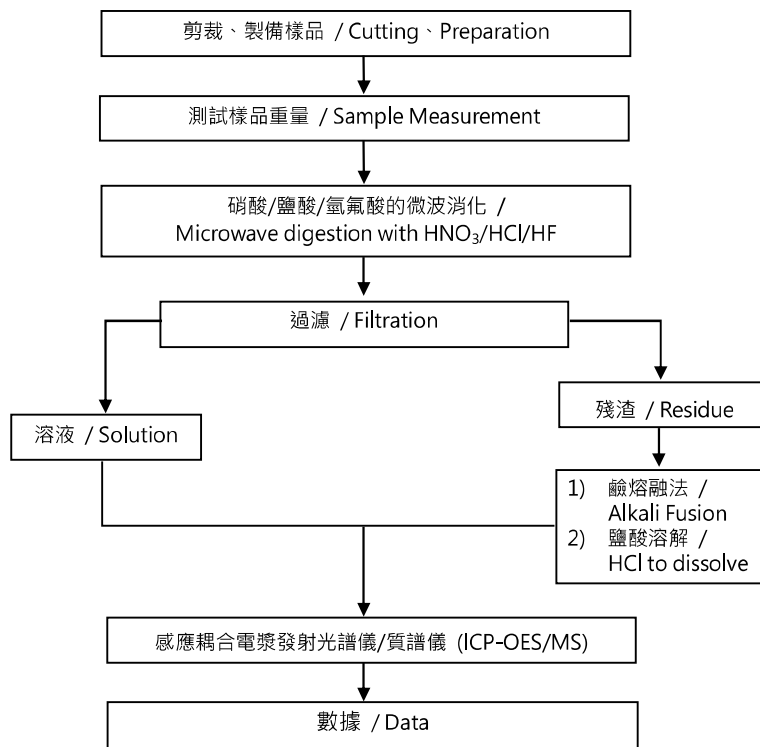 剪裁、製備樣品 / Cutting、Preparation
測試樣品重量 / Sample Measurement
硝酸/鹽酸/氫氟酸的微波消化 /
Microwave digestion with HNO₃/HCl/HF
過濾 / Filtration
溶液 / Solution
殘渣 / Residue
1) 鹼熔融法 /
Alkali Fusion
2) 鹽酸溶解 /
HCl to dissolve
感應耦合電漿發射光譜儀/質譜儀 (ICP-OES/MS)
數據 / Data